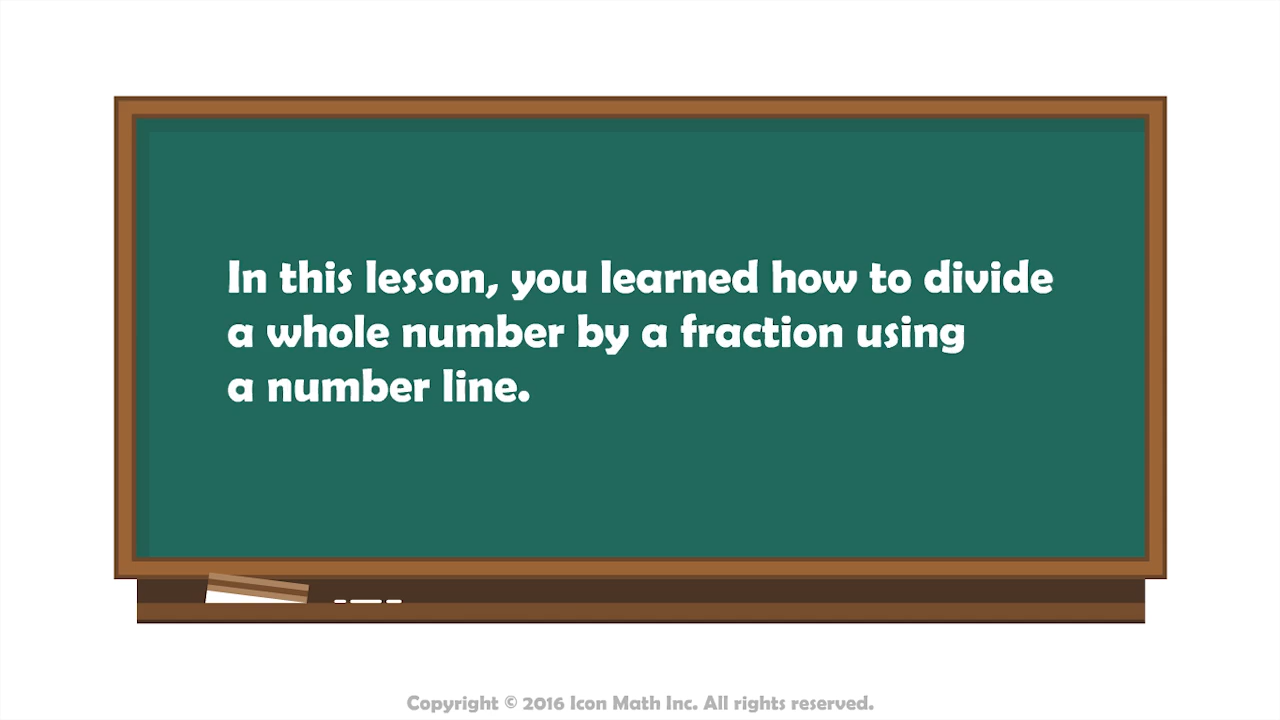 In this lesson, you learned how to divide
a whole number by a fraction using
a number line.
Copyright © 2016 Icon Math Inc. All rights reserved.